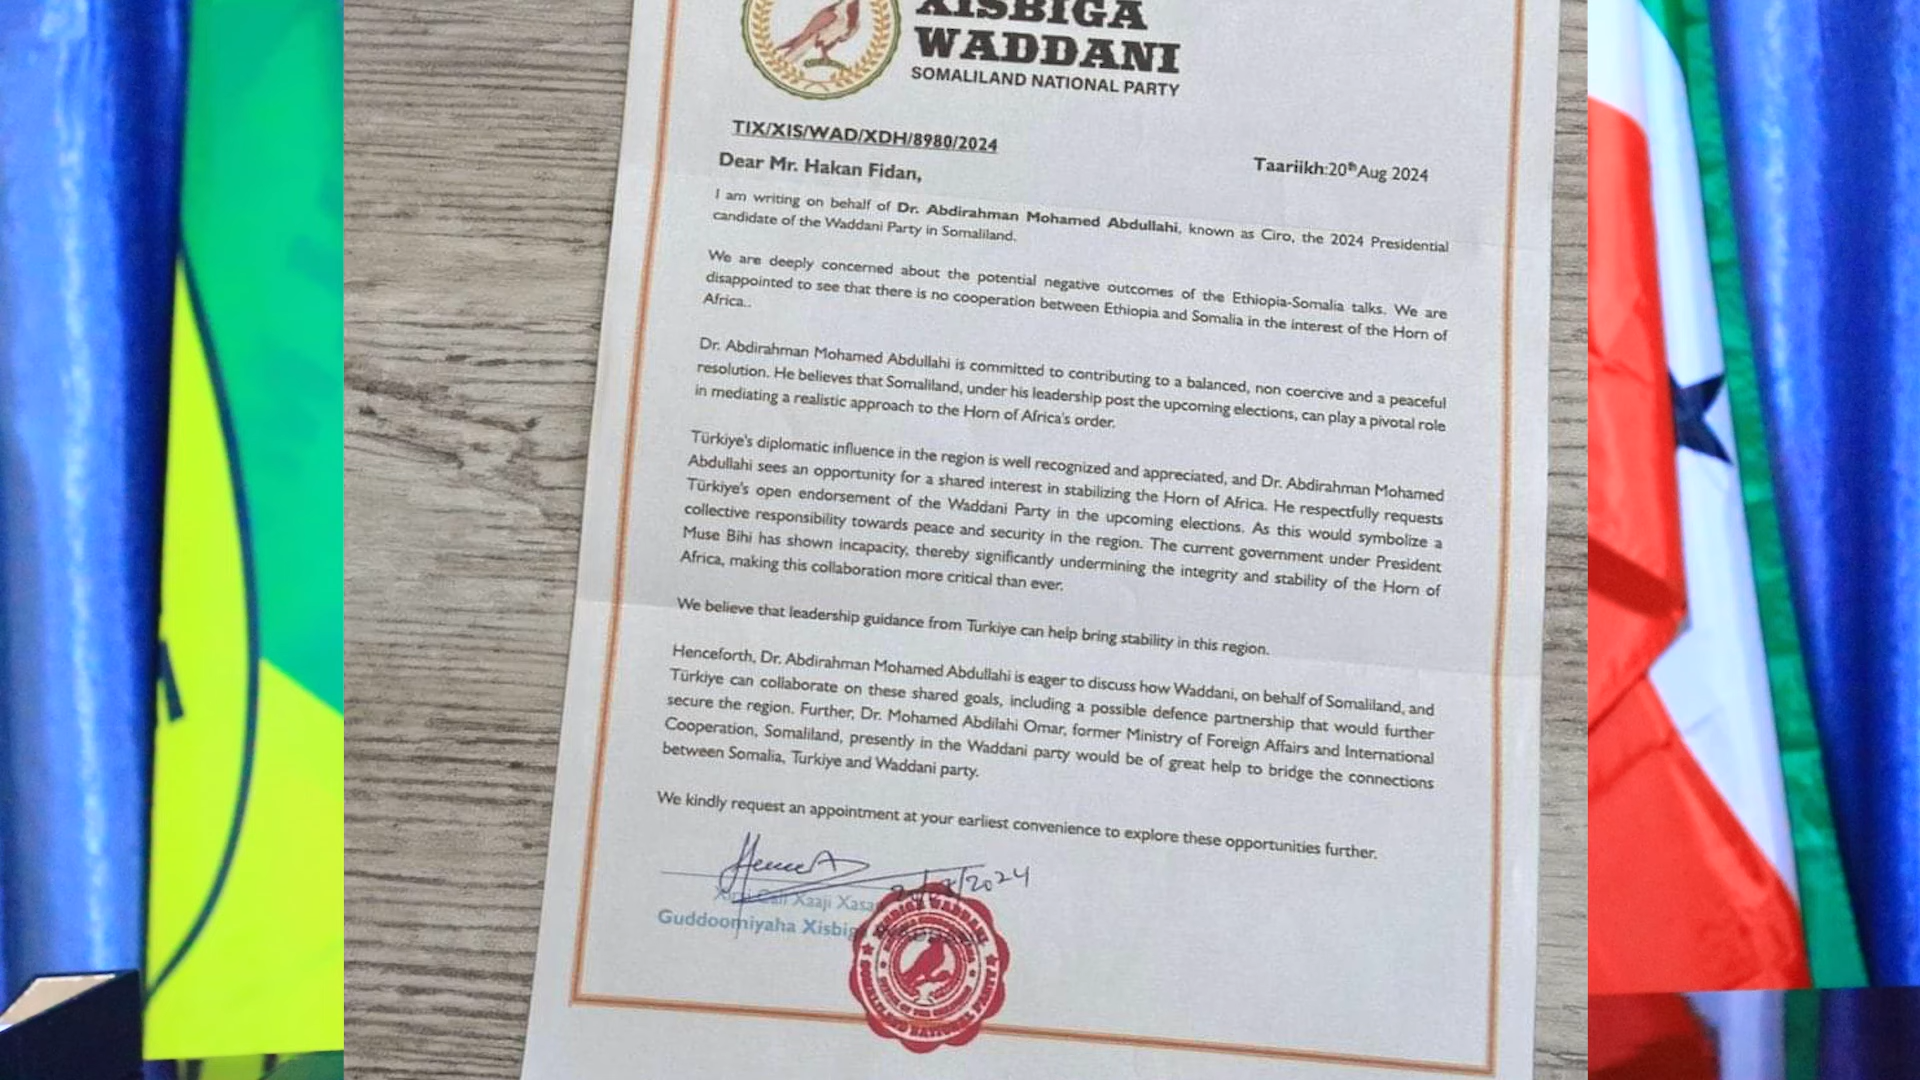 XISBIGA
WADDANI
SOMALILAND NATIONAL PARTY
TIX/XIS/WAD/XDH/8980/2024
Taariikh:20th Aug 2024
Dear Mr. Hakan Fidan,
I am writing on behalf of Dr. Abdirahman Mohamed Abdullahi, known as Ciro, the 2024 Presidential
candidate of the Waddani Party in Somaliland.
We are deeply concerned about the potential negative outcomes of the Ethiopia-Somalia talks. We are
disappointed to see that there is no cooperation between Ethiopia and Somalia in the interest of the Horn of
Africa..
Dr. Abdirahman Mohamed Abdullahi is committed to contributing to a balanced, non coercive and a peaceful
resolution. He believes that Somaliland, under his leadership post the upcoming elections, can play a pivotal role
in mediating a realistic approach to the Horn of Africa's order.
Türkiye's diplomatic influence in the region is well recognized and appreciated, and Dr. Abdirahman Mohamed
Abdullahi sees an opportunity for a shared interest in stabilizing the Horn of Africa. He respectfully requests
Türkiye's open endorsement of the Waddani Party in the upcoming elections. As this would symbolize a
collective responsibility towards peace and security in the region. The current government under President
Muse Bihi has shown incapacity, thereby significantly undermining the integrity and stability of the Horn of
Africa, making this collaboration more critical than ever.
We believe that leadership guidance from Turkiye can help bring stability in this region.
Henceforth, Dr. Abdirahman Mohamed Abdullahi is eager to discuss how Waddani, on behalf of Somaliland, and
Türkiye can collaborate on these shared goals, including a possible defence partnership that would further
secure the region. Further, Dr. Mohamed Abdilahi Omar, former Ministry of Foreign Affairs and International
Cooperation, Somaliland, presently in the Waddani party would be of great help to bridge the connections
between Somalia, Turkiye and Waddani party.
We kindly request an appointment at your earliest convenience to explore these opportunities further.
Xaaji
Guddoomiyaha